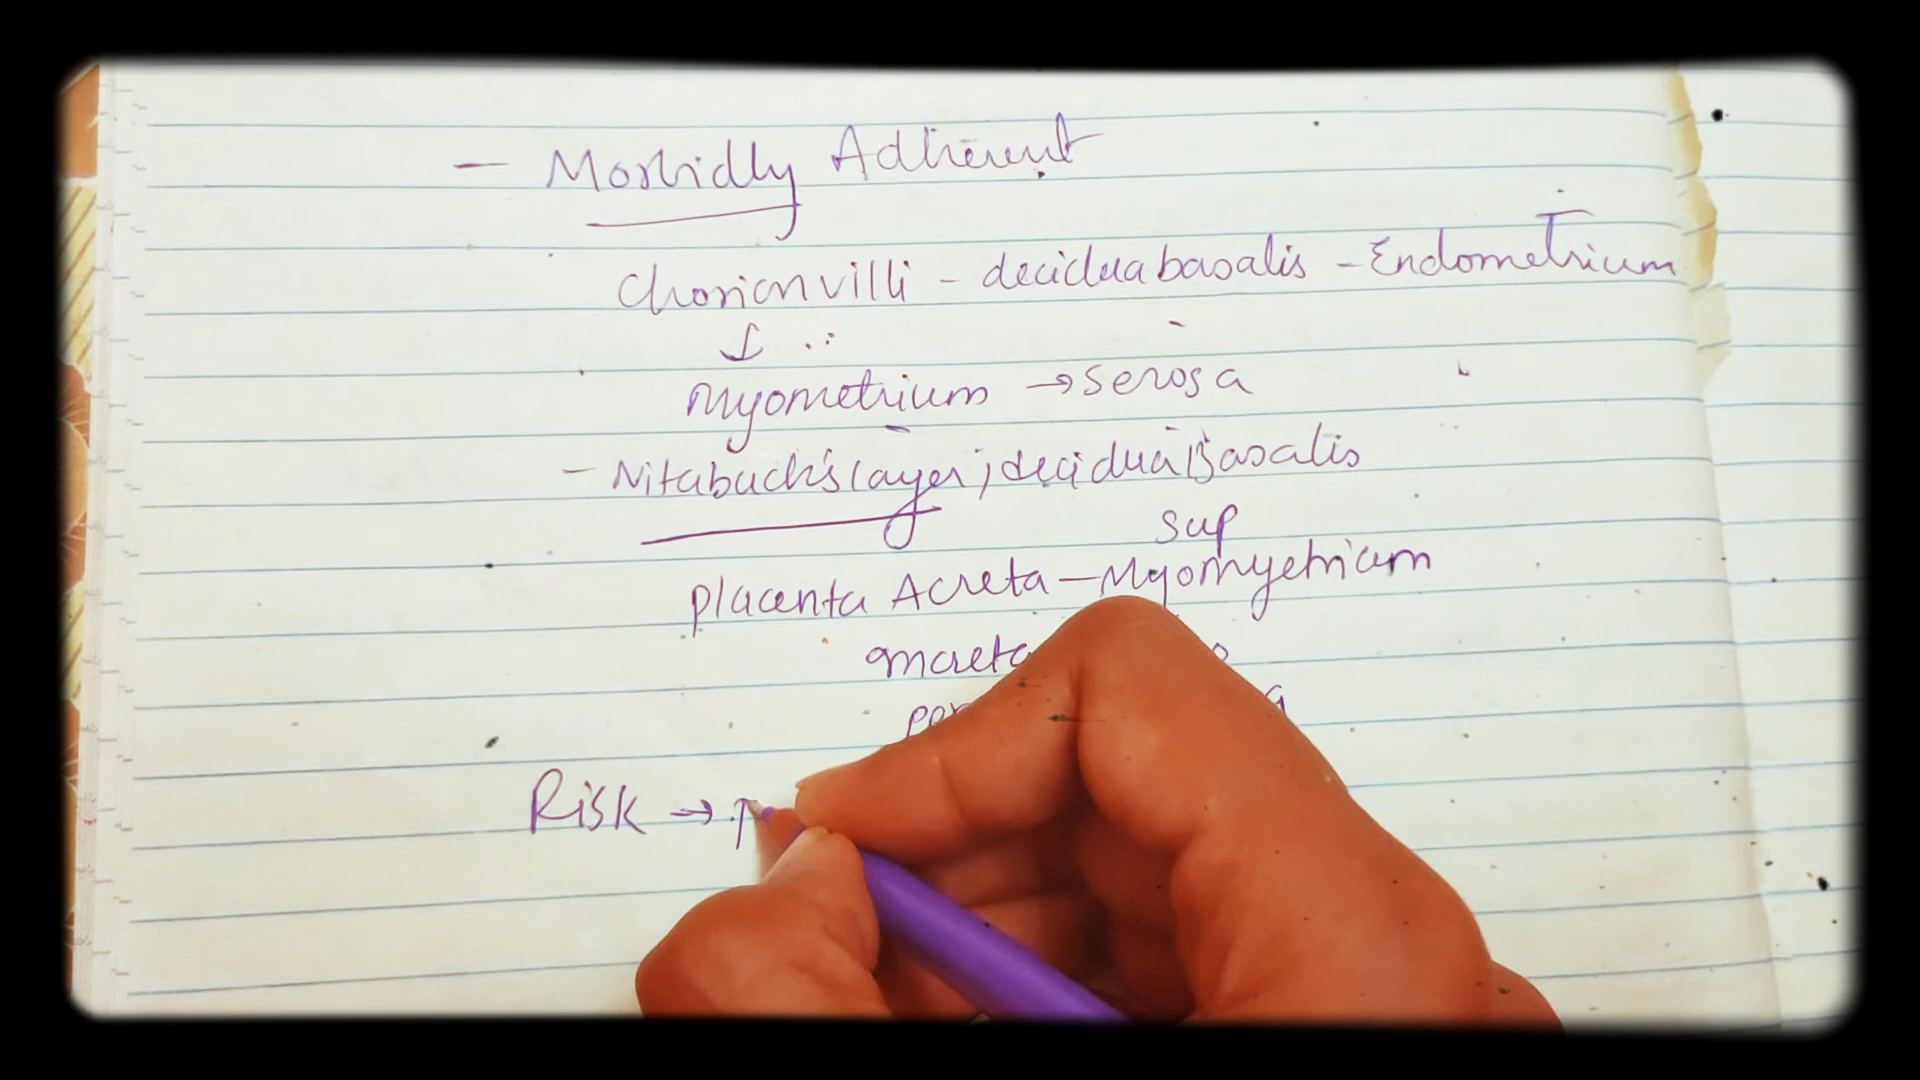 - Morbidly Adherent
Chorion villi - decidua basalis - Endometrium
↓
Myometrium → serosa
- Nitabuch's layer ; decidua Basalis
sup
placenta Acreta - Myomyetrium
Risk →